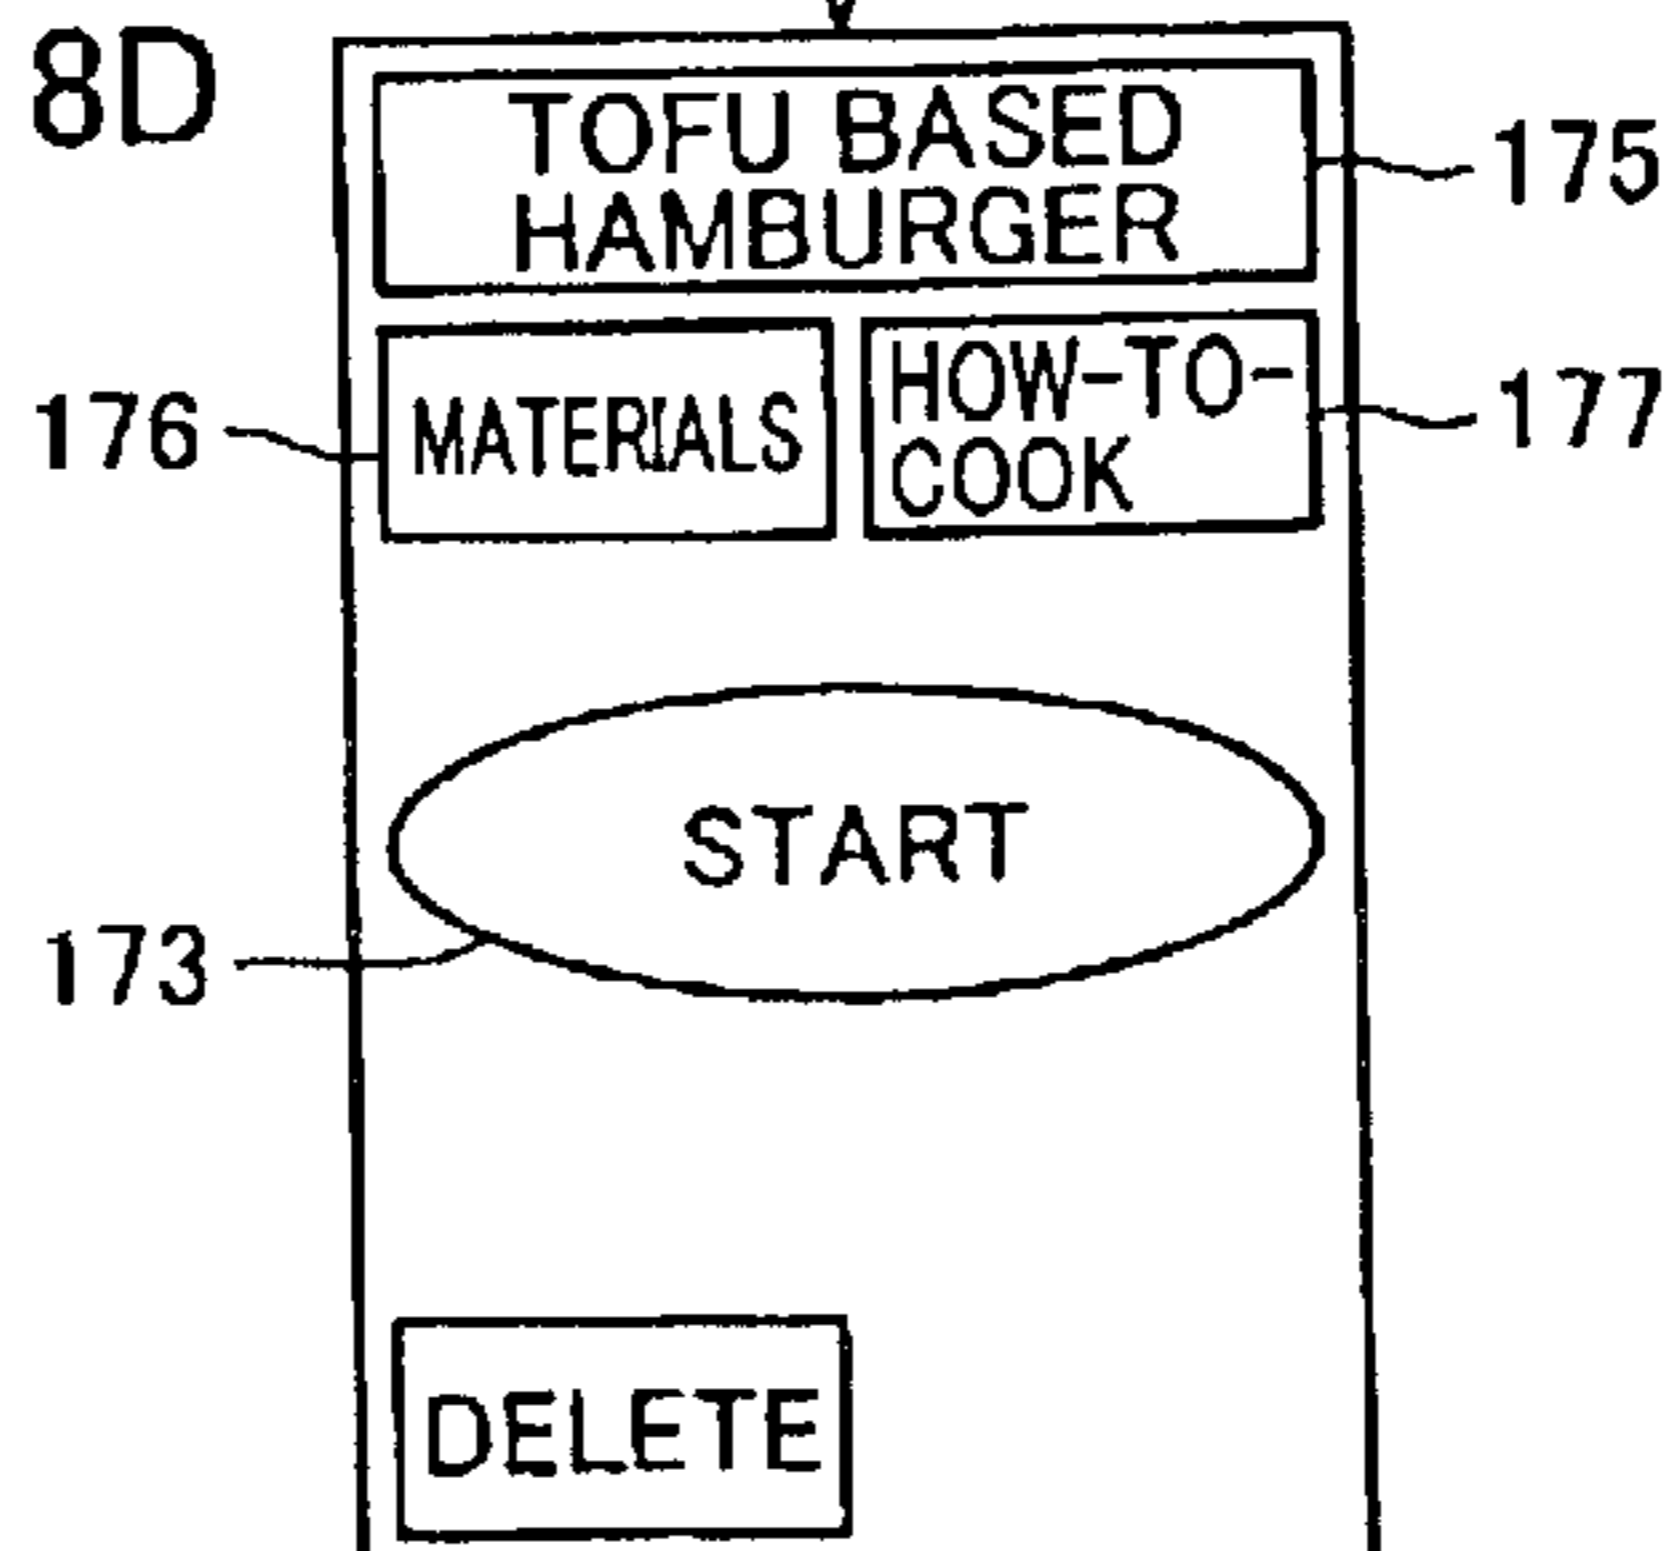 8D
TOFU BASED
HAMBURGER
175
MATERIALS
HOW-TO-
COOK
176
177
START
173
DELETE